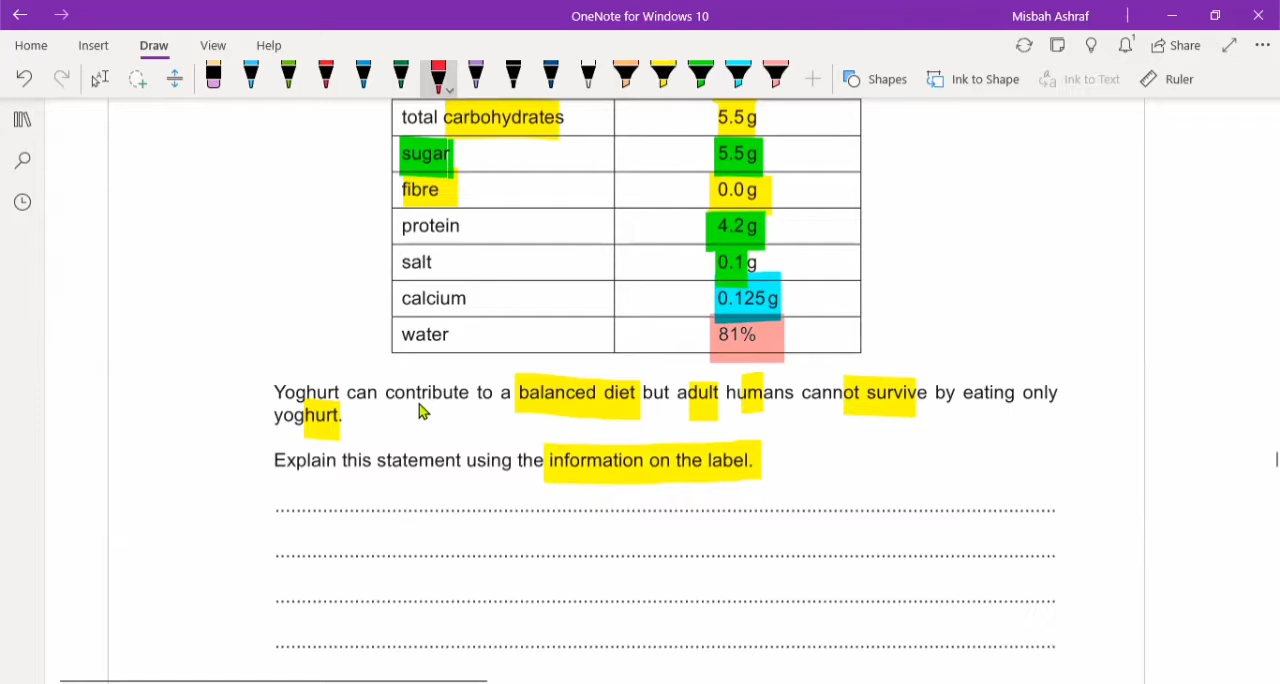 OneNote for Windows 10
Misbah Ashraf
Home Insert Draw View Help
Share
Shapes Ink to Shape Ink to Text Ruler
total carbohydrates 5.5 g
sugar 5.5 g
fibre 0.0 g
protein 4.2 g
salt 0.1 g
calcium 0.125 g
water 81%
Yoghurt can contribute to a balanced diet but adult humans cannot survive by eating only
yoghurt.
Explain this statement using the information on the label.